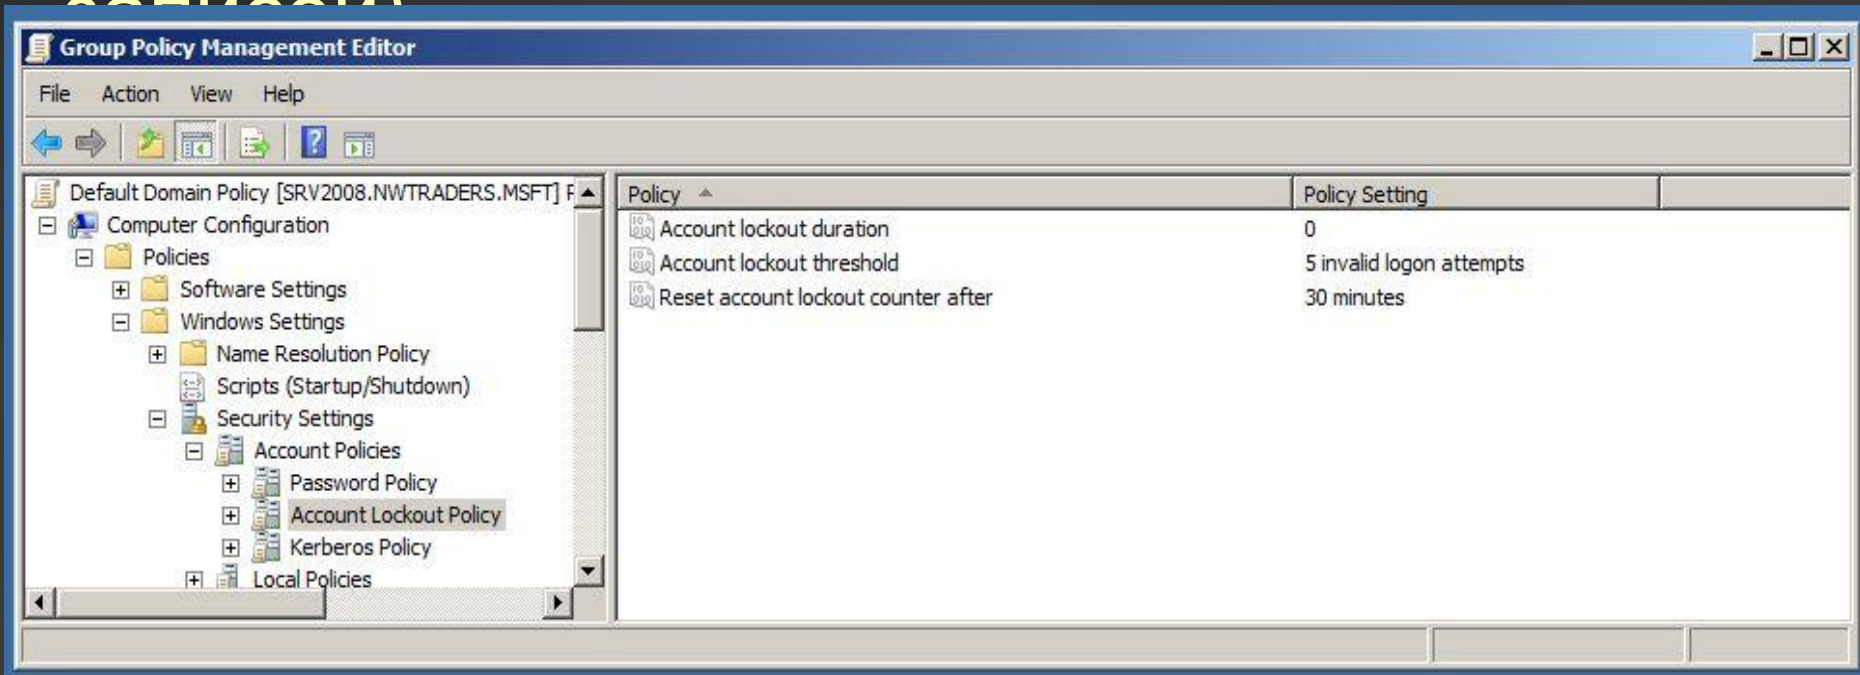 записей)
Group Policy Management Editor
File Action View Help
Default Domain Policy [SRV2008.NWTRADERS.MSFT] P
Computer Configuration
Policies
Software Settings
Windows Settings
Name Resolution Policy
Scripts (Startup/Shutdown)
Security Settings
Account Policies
Password Policy
Account Lockout Policy
Kerberos Policy
Local Policies
Policy Policy Setting
Account lockout duration 0
Account lockout threshold 5 invalid logon attempts
Reset account lockout counter after 30 minutes